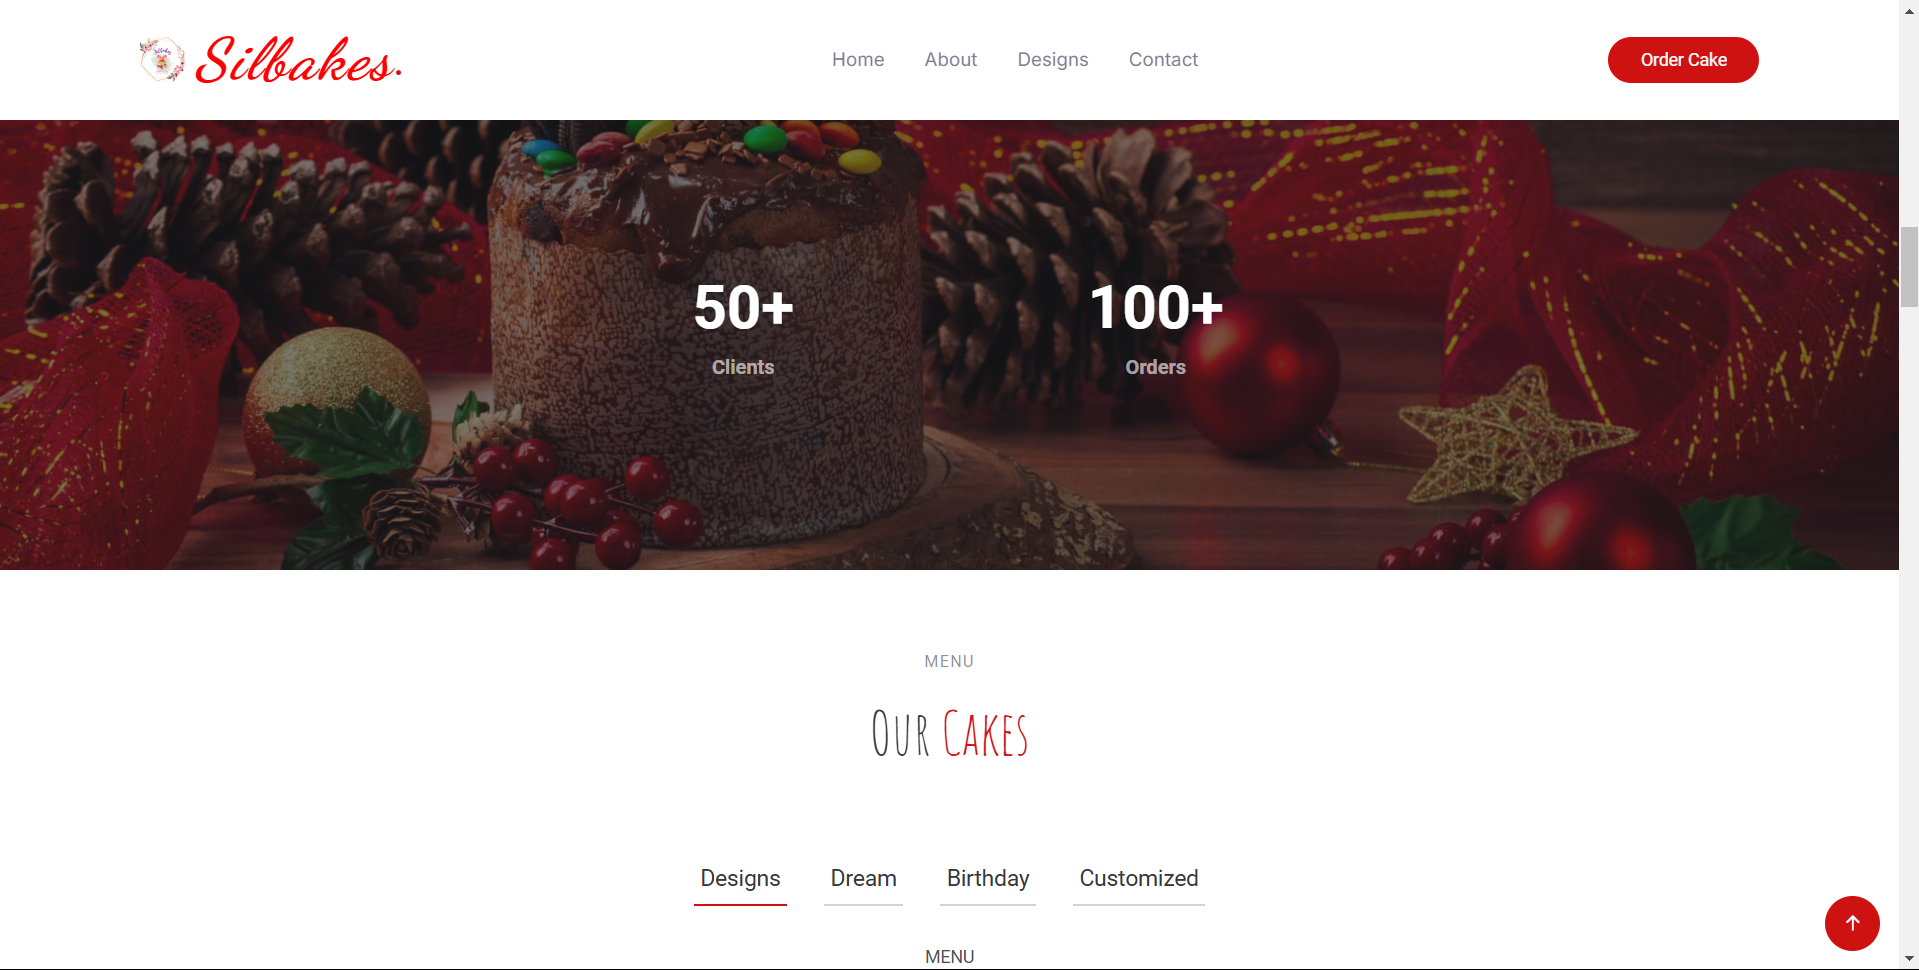 Silbakes.
Home About Designs Contact
Order Cake
50+ 100+
Clients Orders
MENU
Our Cakes
Designs Dream Birthday Customized
MENU